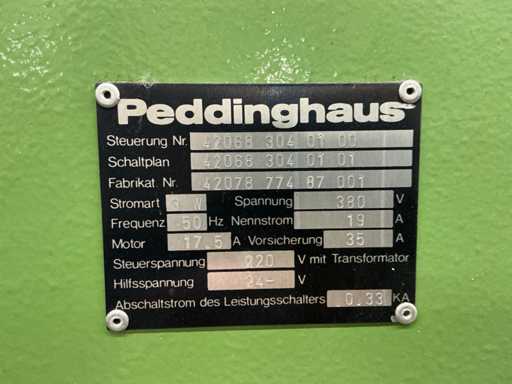 Peddinghaus
Steuerung Nr. 42068 304 01 00
Schaltplan 42068 304 01 01
Fabrikat. Nr. 42078 774 87 001
Stromart 3 W Spannung 380 V
Frequenz 50 Hz Nennstrom 19 A
Motor 17.5 A Vorsicherung 35 A
Steuerspannung 220 V mit Transformator
Hilfsspannung 24- V
Abschaltstrom des Leistungsschalters 0.33 KA